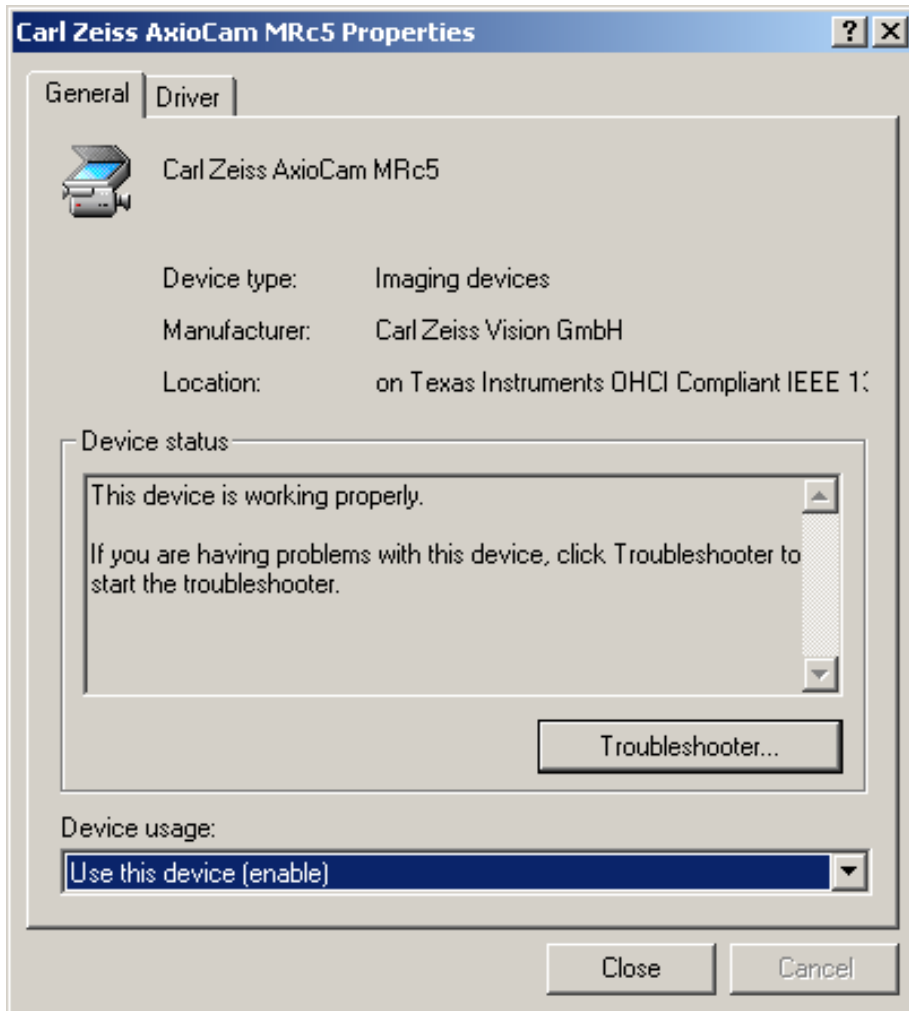 Carl Zeiss AxioCam MRc5 Properties
General Driver
Carl Zeiss AxioCam MRc5
Device type: Imaging devices
Manufacturer: Carl Zeiss Vision GmbH
Location: on Texas Instruments OHCI Compliant IEEE 13
Device status
This device is working properly.
If you are having problems with this device, click Troubleshooter to
start the troubleshooter.
Troubleshooter...
Device usage:
Use this device (enable)
Close Cancel